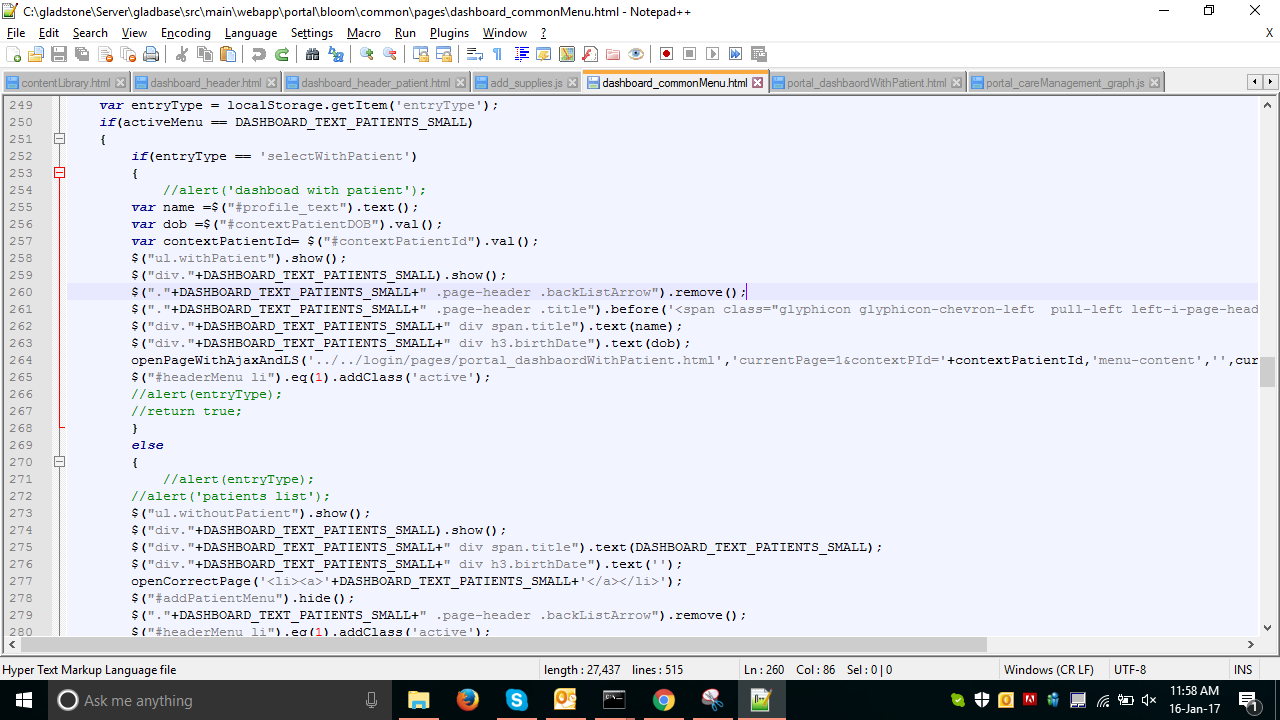 C:\gladstone\Server\gladbase\src\main\webapp\portal\bloom\common\pages\dashboard_commonMenu.html - Notepad++
File Edit Search View Encoding Language Settings Macro Run Plugins Window ? X
contentLibrary.html dashboard_header.html dashboard_header_patient.html add_supplies.js dashboard_commonMenu.html portal_dashbaordWithPatient.html portal_careManagement_graph.js
249 var entryType = localStorage.getItem('entryType');
250 if(activeMenu == DASHBOARD_TEXT_PATIENTS_SMALL)
251 {
252 if(entryType == 'selectWithPatient')
253 {
254 //alert('dashboad with patient');
255 var name =$("#profile_text").text();
256 var dob =$("#contextPatientDOB").val();
257 var contextPatientId= $("#contextPatientId").val();
258 $("ul.withPatient").show();
259 $("div."+DASHBOARD_TEXT_PATIENTS_SMALL).show();
260 $("."+DASHBOARD_TEXT_PATIENTS_SMALL+" .page-header .backListArrow").remove();
261 $("."+DASHBOARD_TEXT_PATIENTS_SMALL+" .page-header .title").before('<span class="glyphicon glyphicon-chevron-left  pull-left left-i-page-head
262 $("div."+DASHBOARD_TEXT_PATIENTS_SMALL+" div span.title").text(name);
263 $("div."+DASHBOARD_TEXT_PATIENTS_SMALL+" div h3.birthDate").text(dob);
264 openPageWithAjaxAndLS('../../login/pages/portal_dashbaordWithPatient.html','currentPage=1&contextPId='+contextPatientId,'menu-content','',cur
265 $("#headerMenu li").eq(1).addClass('active');
266 //alert(entryType);
267 //return true;
268 }
269 else
270 {
271 //alert(entryType);
272 //alert('patients list');
273 $("ul.withoutPatient").show();
274 $("div."+DASHBOARD_TEXT_PATIENTS_SMALL).show();
275 $("div."+DASHBOARD_TEXT_PATIENTS_SMALL+" div span.title").text(DASHBOARD_TEXT_PATIENTS_SMALL);
276 $("div."+DASHBOARD_TEXT_PATIENTS_SMALL+" div h3.birthDate").text('');
277 openCorrectPage('<li><a>'+DASHBOARD_TEXT_PATIENTS_SMALL+'</a></li>');
278 $("#addPatientMenu").hide();
279 $("."+DASHBOARD_TEXT_PATIENTS_SMALL+" .page-header .backListArrow").remove();
280 $("#headerMenu li").eq(1).addClass('active');
Hyper Text Markup Language file length : 27,437 lines : 515 Ln : 260 Col : 86 Sel : 0 | 0 Windows (CR LF) UTF-8 INS
Ask me anything
11:58 AM
16-Jan-17
1